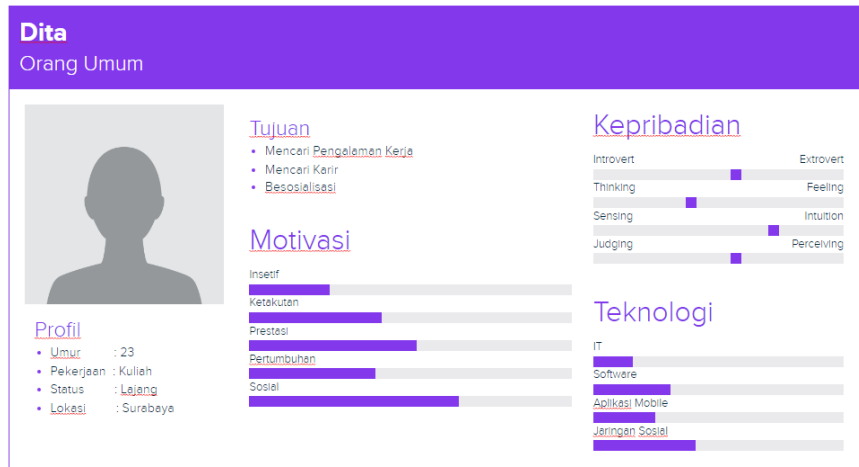 Dita
Orang Umum
Profil
Umur : 23
Pekerjaan : Kuliah
Status : Lajang
Lokasi : Surabaya
Tujuan
Mencari Pengalaman Kerja
Mencari Karir
Besosialisasi
Motivasi
Insetif
Ketakutan
Prestasi
Pertumbuhan
Sosial
Kepribadian
Introvert Extrovert
Thinking Feeling
Sensing Intuition
Judging Perceiving
Teknologi
IT
Software
Aplikasi Mobile
Jaringan Sosial